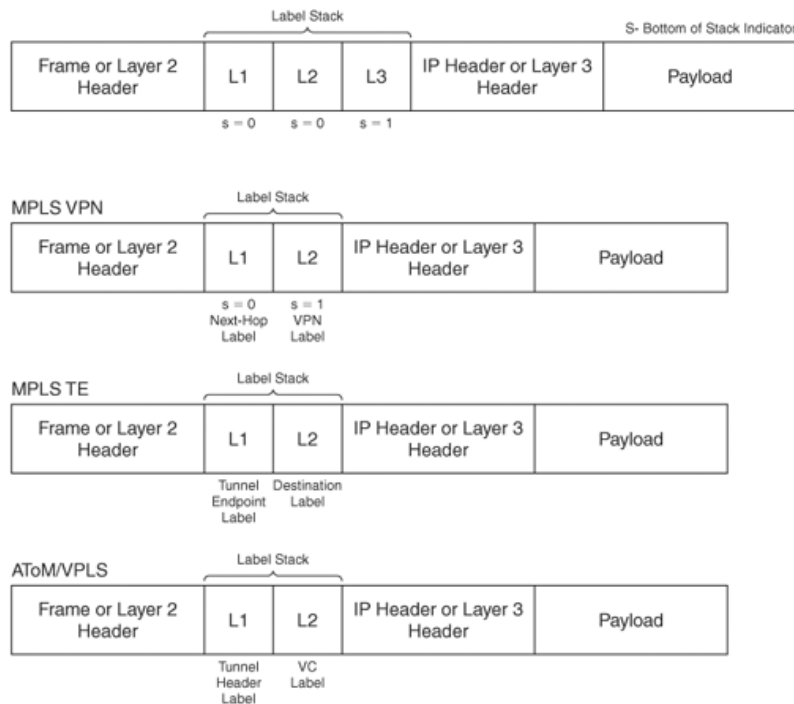 Label Stack
S- Bottom of Stack Indicator
Frame or Layer 2
Header
L1
L2
L3
IP Header or Layer 3
Header
Payload
s = 0
s = 0
s = 1
MPLS VPN
Label Stack
Frame or Layer 2
Header
L1
L2
IP Header or Layer 3
Header
Payload
s = 0
Next-Hop
Label
s = 1
VPN
Label
MPLS TE
Label Stack
Frame or Layer 2
Header
L1
L2
IP Header or Layer 3
Header
Payload
Tunnel
Endpoint
Label
Destination
Label
AToM/VPLS
Label Stack
Frame or Layer 2
Header
L1
L2
IP Header or Layer 3
Header
Payload
Tunnel
Header
Label
VC
Label